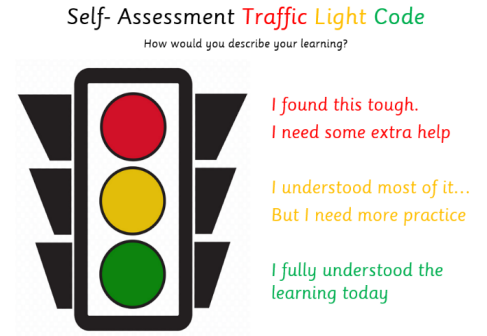 Self- Assessment Traffic Light Code
How would you describe your learning?
I found this tough.
I need some extra help
I understood most of it...
But I need more practice
I fully understood the
learning today